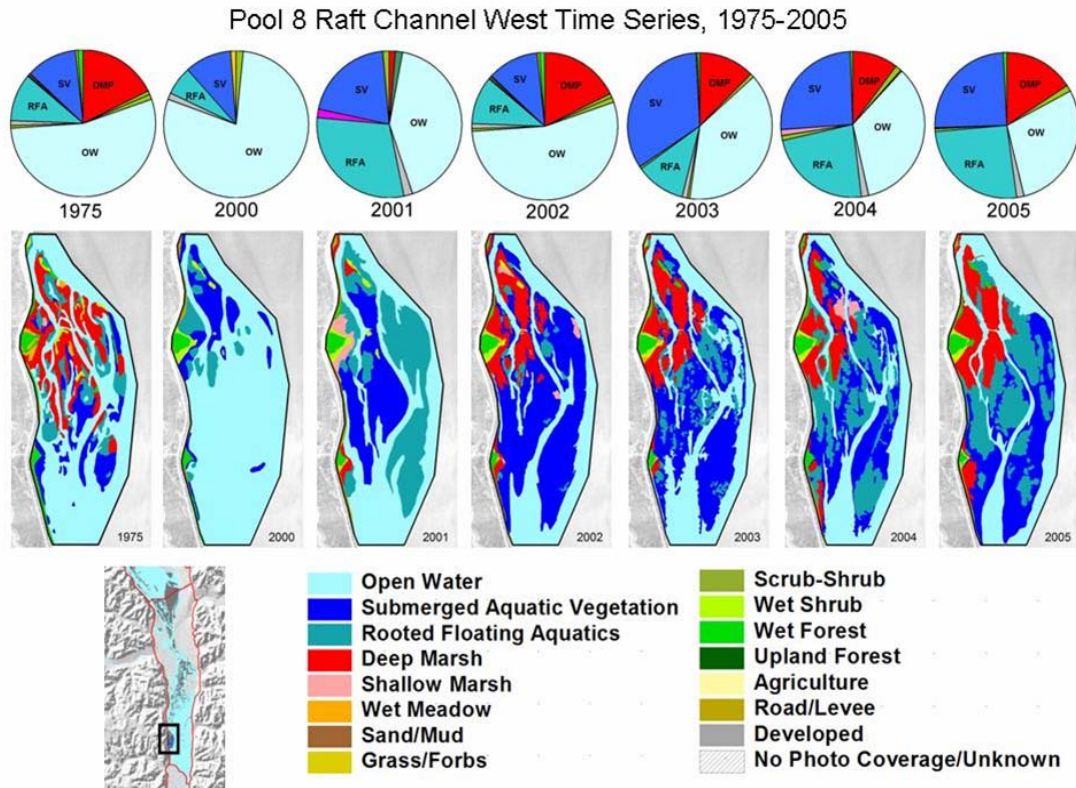 Pool 8 Raft Channel West Time Series, 1975-2005
SV
DMP
RFA
OW
1975
SV
RFA
OW
2000
SV
OW
RFA
2001
SV
DMP
RFA
OW
2002
SV
DMP
OW
RFA
2003
SV
DMP
OW
RFA
2004
SV
DMP
OW
RFA
2005
1975
2000
2001
2002
2003
2004
2005
Open Water
Submerged Aquatic Vegetation
Rooted Floating Aquatics
Deep Marsh
Shallow Marsh
Wet Meadow
Sand/Mud
Grass/Forbs
Scrub-Shrub
Wet Shrub
Wet Forest
Upland Forest
Agriculture
Road/Levee
Developed
No Photo Coverage/Unknown